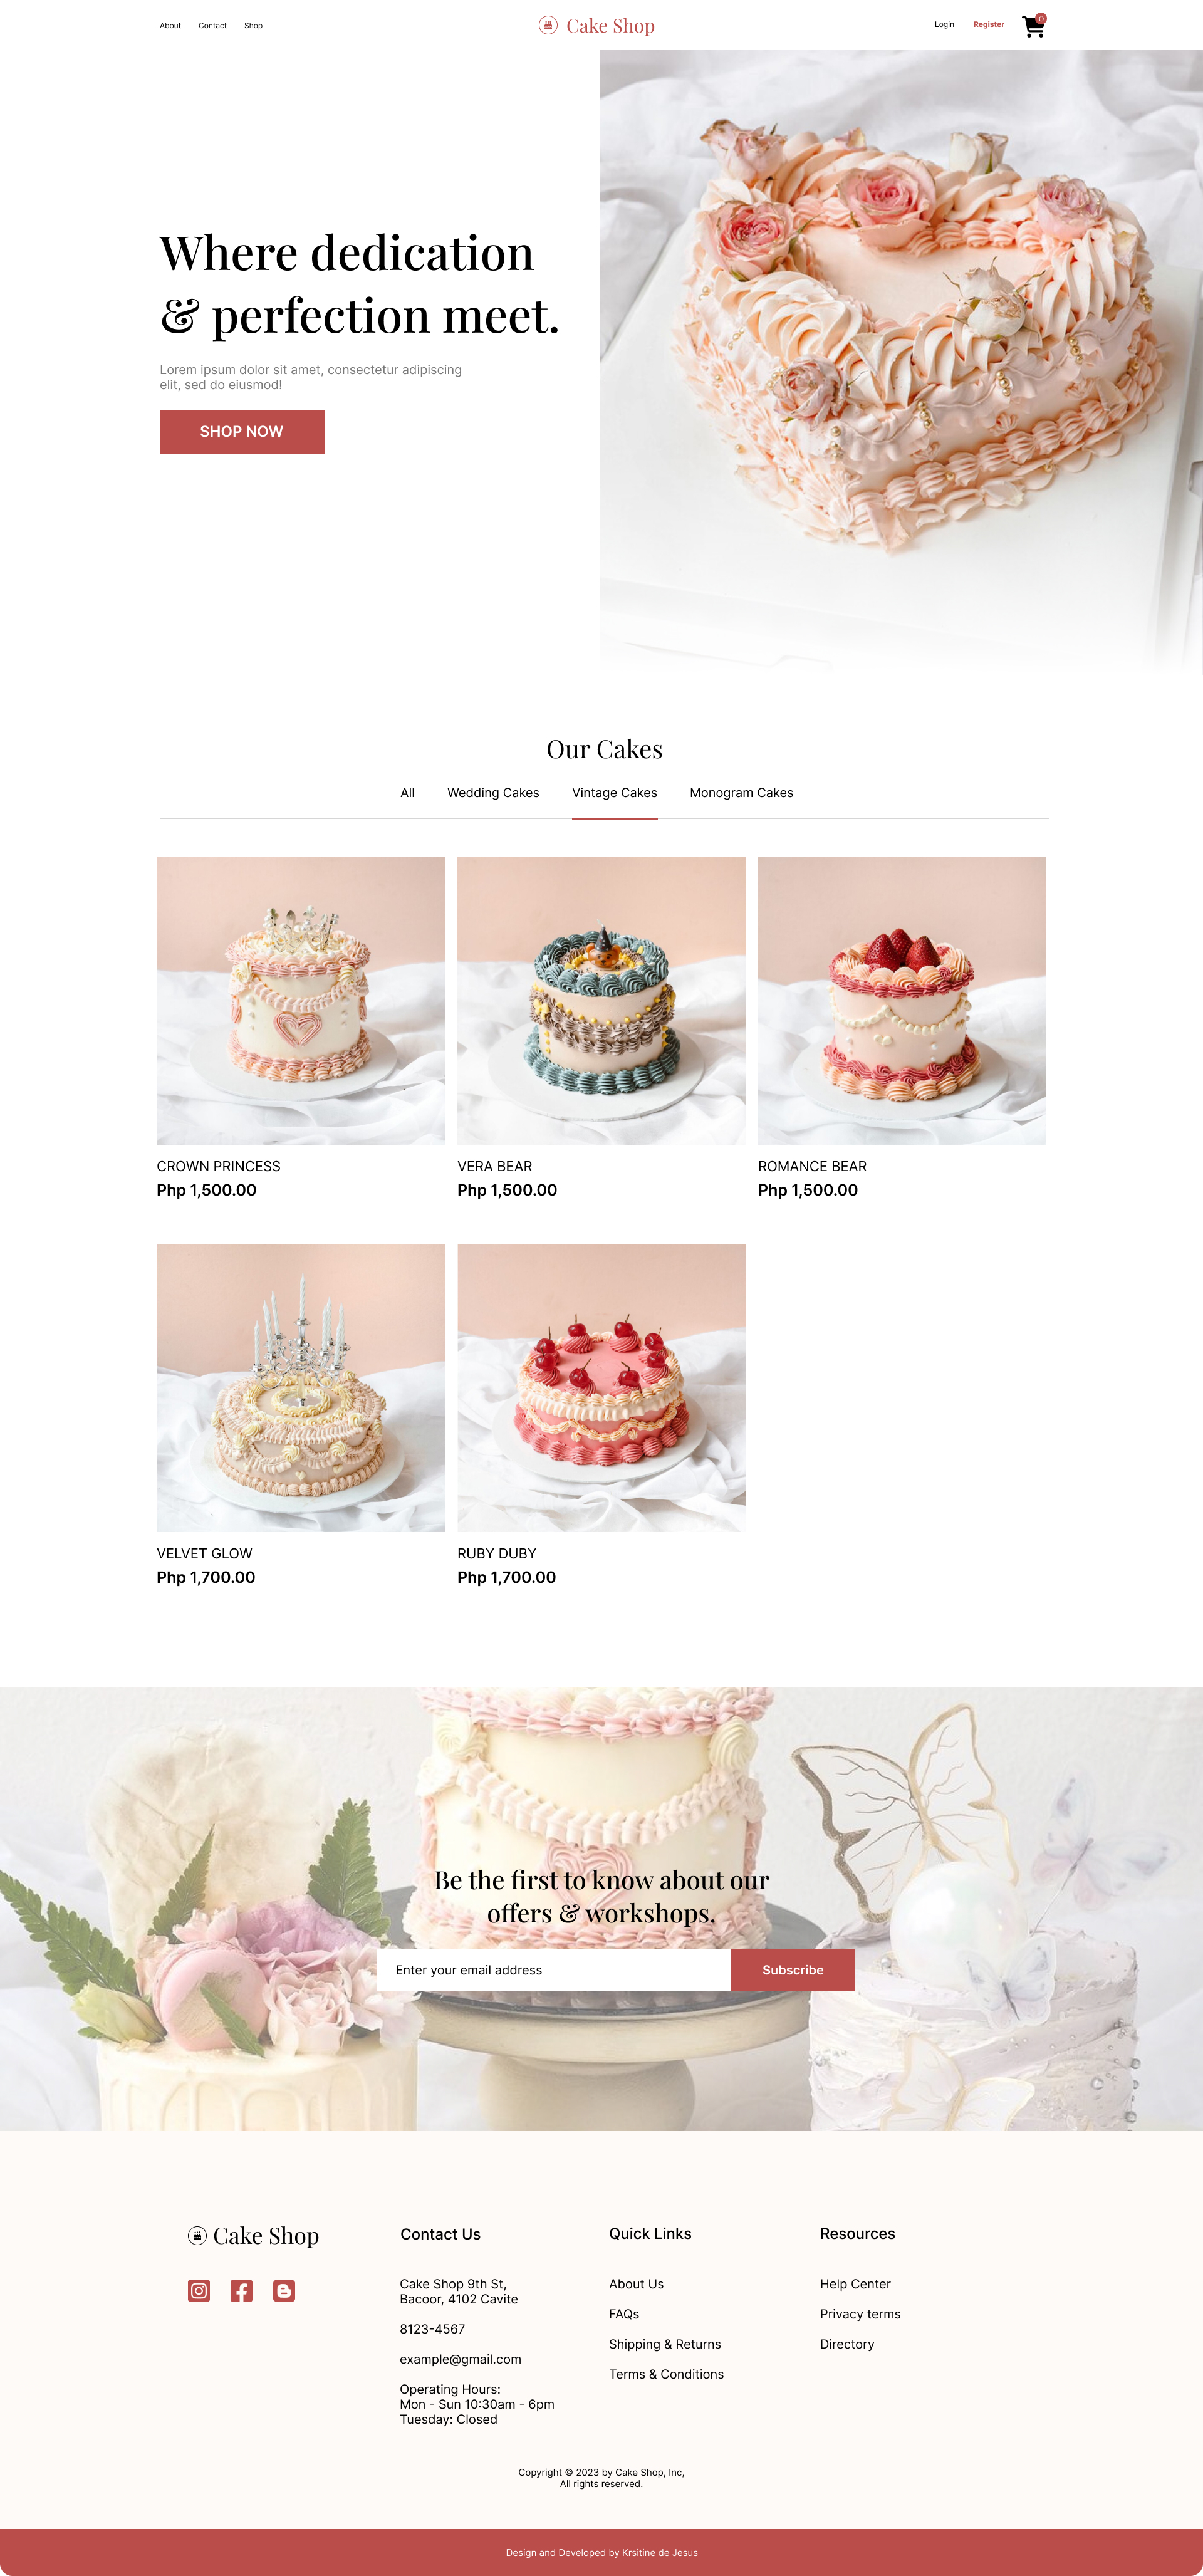 About
Contact
Shop
Cake Shop
Login
Register
0
Where dedication
& perfection meet.
Lorem ipsum dolor sit amet, consectetur adipiscing
elit, sed do eiusmod!
SHOP NOW
Our Cakes
All
Wedding Cakes
Vintage Cakes
Monogram Cakes
CROWN PRINCESS
Php 1,500.00
VERA BEAR
Php 1,500.00
ROMANCE BEAR
Php 1,500.00
VELVET GLOW
Php 1,700.00
RUBY DUBY
Php 1,700.00
Be the first to know about our
offers & workshops.
Enter your email address
Subscribe
Cake Shop
Contact Us
Cake Shop 9th St,
Bacoor, 4102 Cavite
8123-4567
example@gmail.com
Operating Hours:
Mon - Sun 10:30am - 6pm
Tuesday: Closed
Quick Links
About Us
FAQs
Shipping & Returns
Terms & Conditions
Resources
Help Center
Privacy terms
Directory
Copyright © 2023 by Cake Shop, Inc,
All rights reserved.
Design and Developed by Krsitine de Jesus